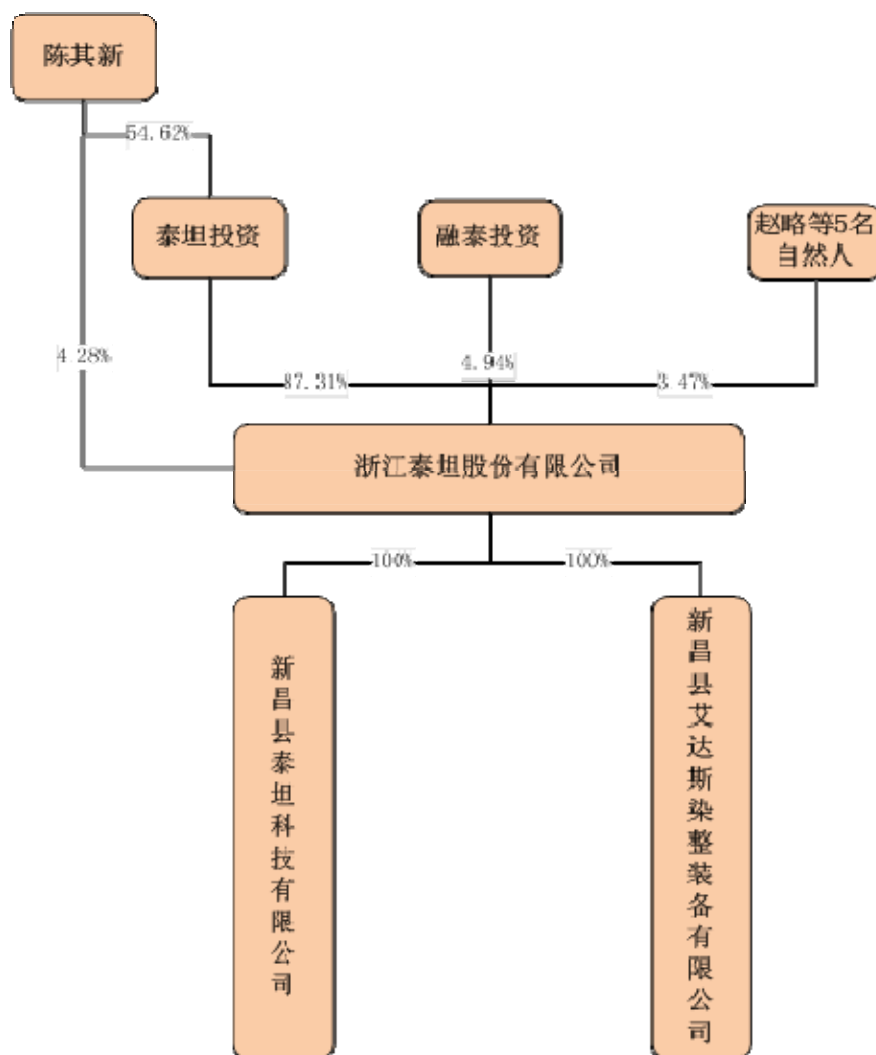 陈其新
54.62%
泰坦投资
融泰投资
赵略等5名
自然人
4.28%
87.31%
4.94%
3.47%
浙江泰坦股份有限公司
100%
100%
新昌县泰坦科技有限公司
新昌县艾达斯染整装备有限公司